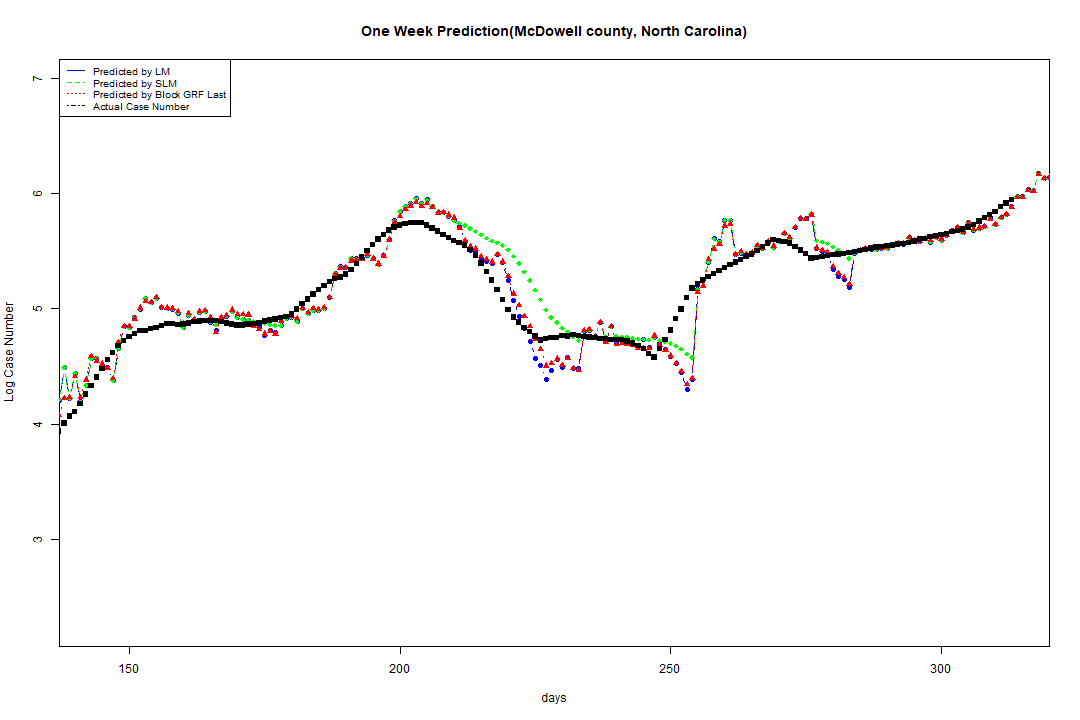 One Week Prediction(McDowell county, North Carolina)
Predicted by LM
Predicted by SLM
Predicted by Block GRF Last
Actual Case Number
Log Case Number
7
6
5
4
3
150 200 250 300
days